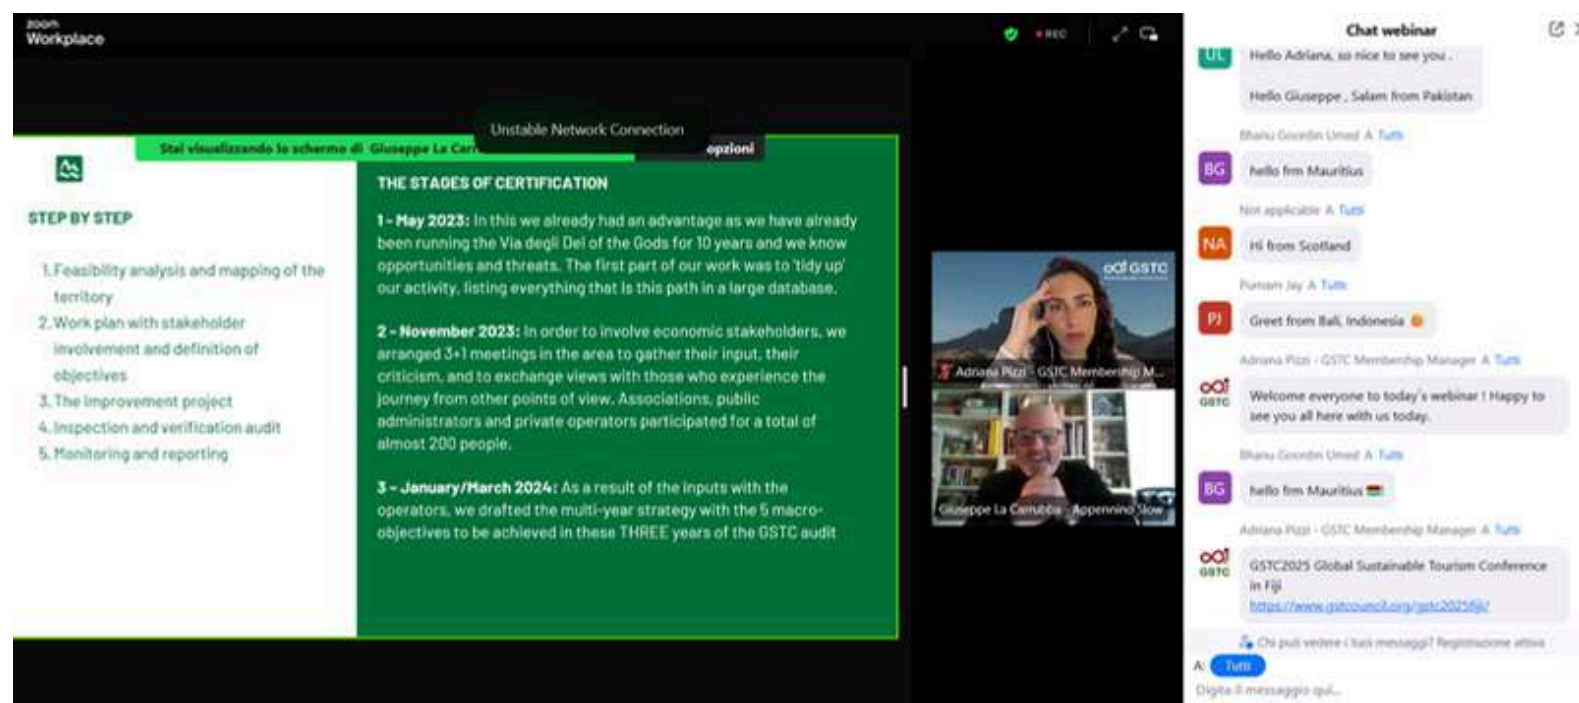 zoom
Workplace
REC
Unstable Network Connection
Stai visualizzando lo schermo di Giuseppe La Carr
opzioni
STEP BY STEP
1. Feasibility analysis and mapping of the
territory
2. Work plan with stakeholder
involvement and definition of
objectives
3. The improvement project
4. Inspection and verification audit
5. Monitoring and reporting
THE STAGES OF CERTIFICATION
1 - May 2023: In this we already had an advantage as we have already
been running the Via degli Dei of the Gods for 10 years and we know
opportunities and threats. The first part of our work was to 'tidy up'
our activity, listing everything that is this path in a large database.
2 - November 2023: In order to involve economic stakeholders, we
arranged 3+1 meetings in the area to gather their input, their
criticism, and to exchange views with those who experience the
journey from other points of view. Associations, public
administrators and private operators participated for a total of
almost 200 people.
3 - January/March 2024: As a result of the inputs with the
operators, we drafted the multi-year strategy with the 5 macro-
objectives to be achieved in these THREE years of the GSTC audit
GSTC
Adriana Pizzi - GSTC Membership M...
Giuseppe La Carrubba - Appennino Slow
Chat webinar
UL
Hello Adriana, so nice to see you .
Hello Giuseppe , Salam from Pakistan
Bhanu Goordin Umed A Tutti
BG
hello frm Mauritius
Not applicable A Tutti
NA
Hi from Scotland
Purnam Jay A Tutti
PJ
Greet from Bali, Indonesia
Adriana Pizzi - GSTC Membership Manager A Tutti
GSTC
Welcome everyone to today's webinar ! Happy to
see you all here with us today.
Bhanu Goordin Umed A Tutti
BG
hello frm Mauritius
Adriana Pizzi - GSTC Membership Manager A Tutti
GSTC
GSTC2025 Global Sustainable Tourism Conference
in Fiji
https://www.gstcouncil.org/gstc2025fiji/
Chi può vedere i tuoi messaggi? Registrazione attiva
A: Tutti
Digita il messaggio qui...